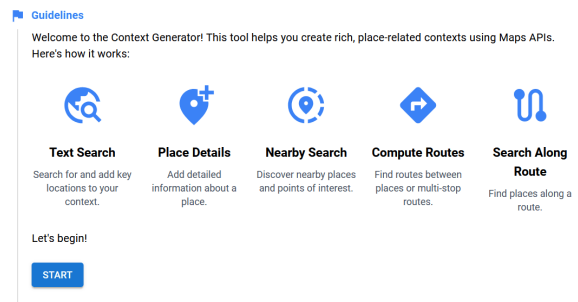 Guidelines
Welcome to the Context Generator! This tool helps you create rich, place-related contexts using Maps APIs.
Here's how it works:
Text Search
Search for and add key
locations to your
context.
Place Details
Add detailed
information about a
place.
Nearby Search
Discover nearby places
and points of interest.
Compute Routes
Find routes between
places or multi-stop
routes.
Search Along
Route
Find places along a
route.
Let's begin!
START